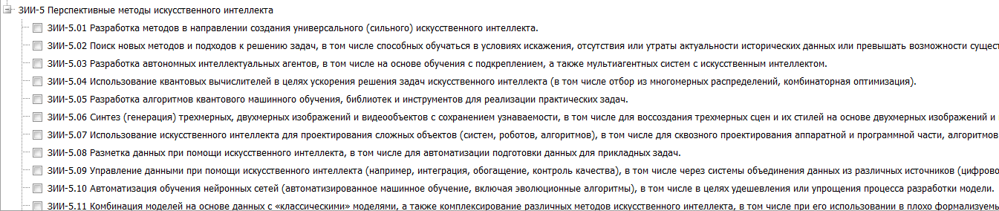 ЗИИ-5 Перспективные методы искусственного интеллекта
ЗИИ-5.01 Разработка методов в направлении создания универсального (сильного) искусственного интеллекта.
ЗИИ-5.02 Поиск новых методов и подходов к решению задач, в том числе способных обучаться в условиях искажения, отсутствия или утраты актуальности исторических данных или превышать возможности сущест
ЗИИ-5.03 Разработка автономных интеллектуальных агентов, в том числе на основе обучения с подкреплением, а также мультиагентных систем с искусственным интеллектом.
ЗИИ-5.04 Использование квантовых вычислителей в целях ускорения решения задач искусственного интеллекта (в том числе отбор из многомерных распределений, комбинаторная оптимизация).
ЗИИ-5.05 Разработка алгоритмов квантового машинного обучения, библиотек и инструментов для реализации практических задач.
ЗИИ-5.06 Синтез (генерация) трехмерных, двухмерных изображений и видеообъектов с сохранением узнаваемости, в том числе для воссоздания трехмерных сцен и их стилей на основе двухмерных изображений и
ЗИИ-5.07 Использование искусственного интеллекта для проектирования сложных объектов (систем, роботов, алгоритмов), в том числе для сквозного проектирования аппаратной и программной части, алгоритмов
ЗИИ-5.08 Разметка данных при помощи искусственного интеллекта, в том числе для автоматизации подготовки данных для прикладных задач.
ЗИИ-5.09 Управление данными при помощи искусственного интеллекта (например, интеграция, обогащение, контроль качества), в том числе через системы объединения данных из различных источников (цифрово
ЗИИ-5.10 Автоматизация обучения нейронных сетей (автоматизированное машинное обучение, включая эволюционные алгоритмы), в том числе в целях удешевления или упрощения процесса разработки модели.
ЗИИ-5.11 Комбинация моделей на основе данных с «классическими» моделями, а также комплексирование различных методов искусственного интеллекта, в том числе при его использовании в плохо формализуемы